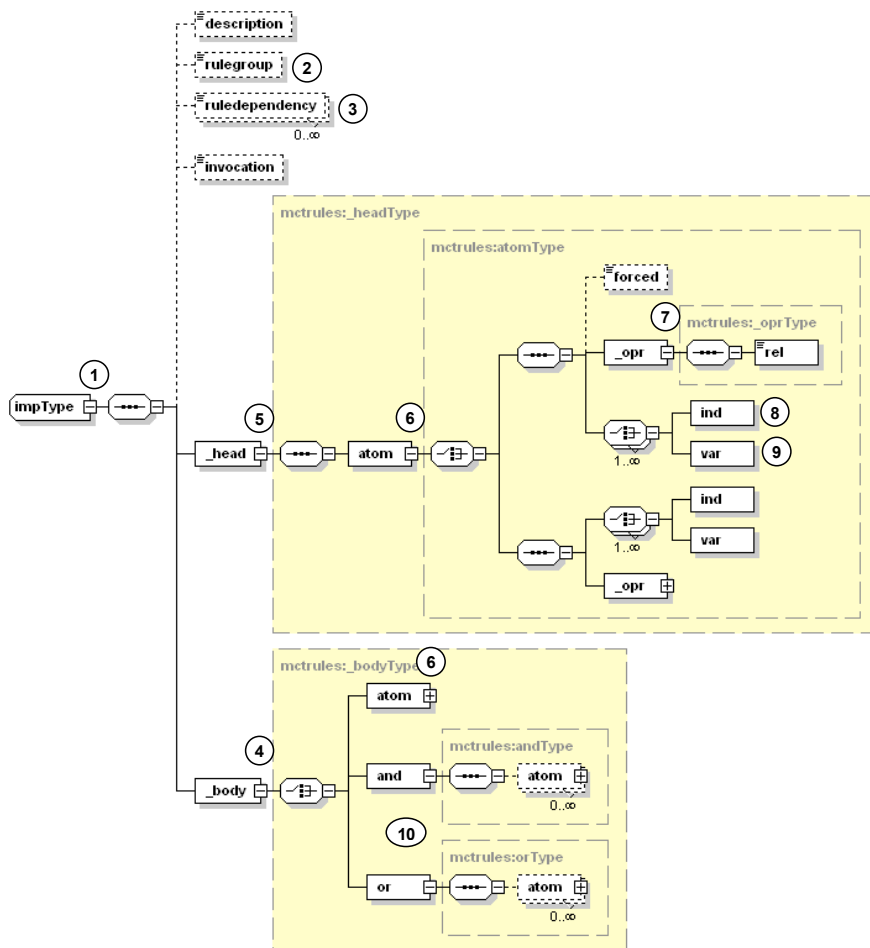 description
rulegroup
2
ruledependency
3
0..∞
invocation
mctrules:_headType
mctrules:atomType
forced
7
mctrules:_oprType
_opr
rel
1
impType
5
6
8
ind
_head
atom
9
var
1..∞
ind
var
1..∞
_opr
mctrules:_bodyType
6
atom
mctrules:andType
4
_body
and
atom
0..∞
10
mctrules:orType
or
atom
0..∞